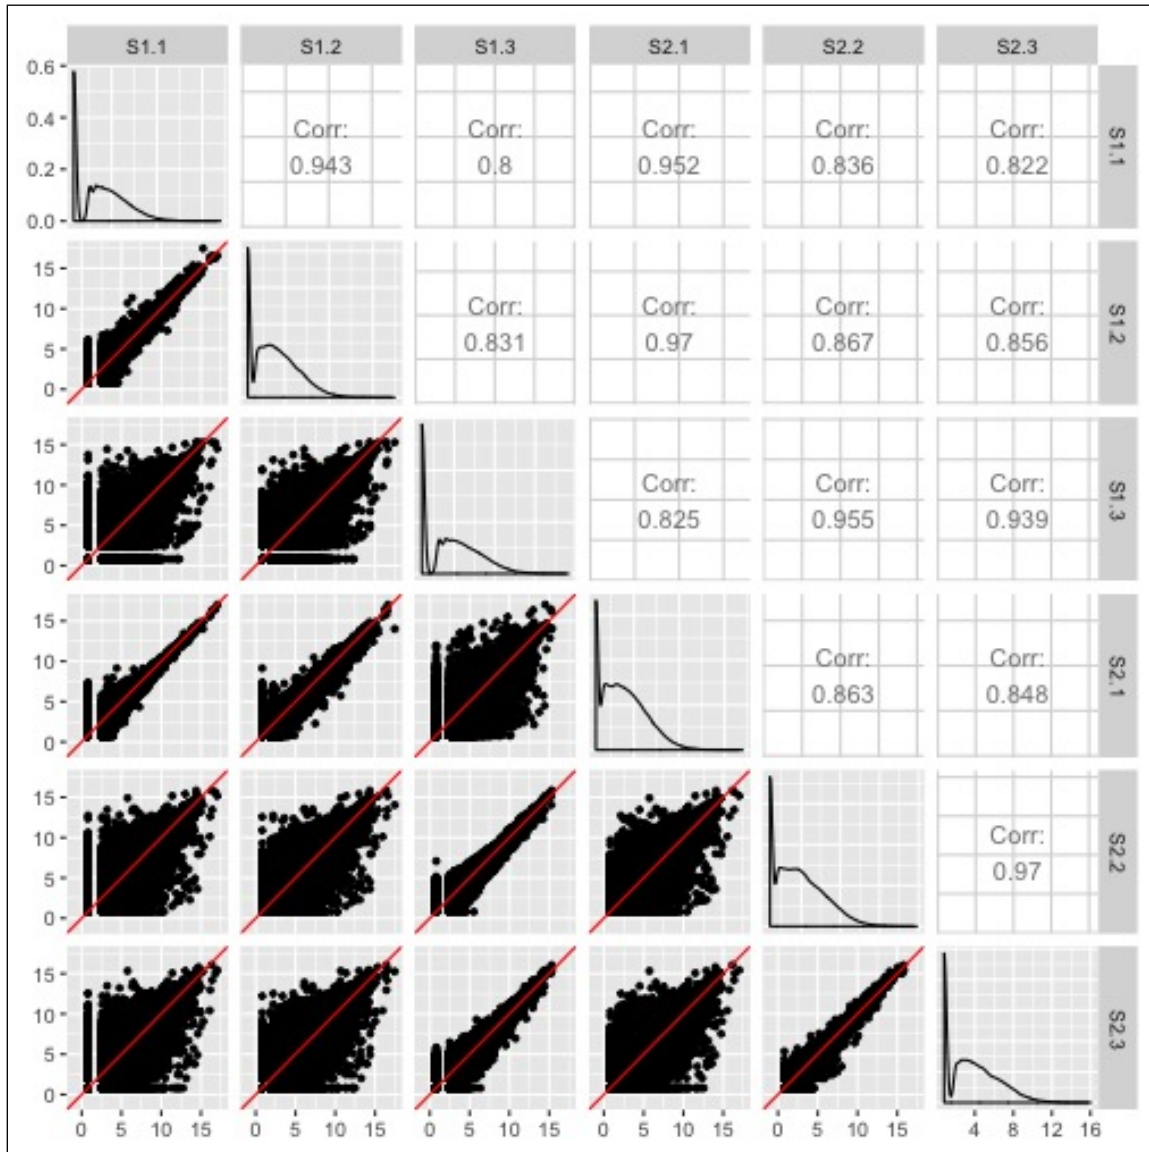 S1.1 S1.2 S1.3 S2.1 S2.2 S2.3
0.6
0.4
0.2
0.0
Corr:
0.943
Corr:
0.8
Corr:
0.952
Corr:
0.836
Corr:
0.822
S1.1
15
10
5
0
Corr:
0.831
Corr:
0.97
Corr:
0.867
Corr:
0.856
S1.2
15
10
5
0
Corr:
0.825
Corr:
0.955
Corr:
0.939
S1.3
15
10
5
0
Corr:
0.863
Corr:
0.848
S2.1
15
10
5
0
Corr:
0.97
S2.2
15
10
5
0
S2.3
0 5 10 15 0 5 10 15 0 5 10 15 0 5 10 15 0 5 10 15 4 8 12 16